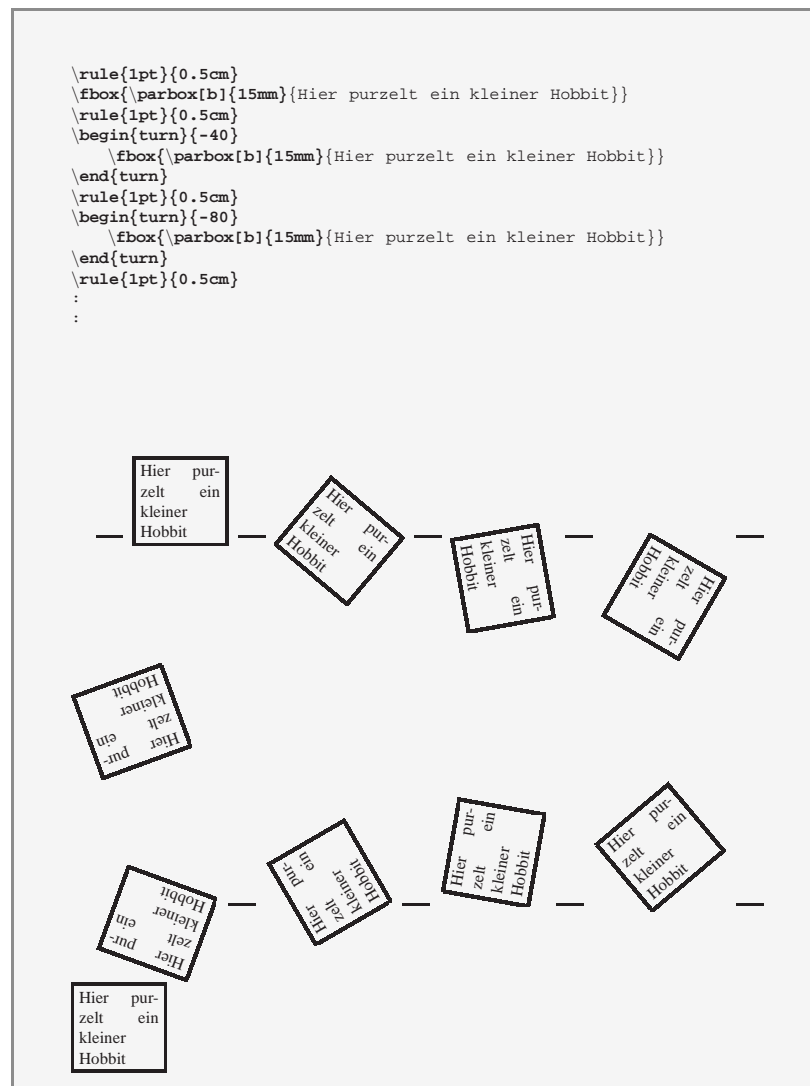 \rule{1pt}{0.5cm}
\fbox{\parbox[b]{15mm}{Hier purzelt ein kleiner Hobbit}}
\rule{1pt}{0.5cm}
\begin{turn}{-40}
\fbox{\parbox[b]{15mm}{Hier purzelt ein kleiner Hobbit}}
\end{turn}
\rule{1pt}{0.5cm}
\begin{turn}{-80}
\fbox{\parbox[b]{15mm}{Hier purzelt ein kleiner Hobbit}}
\end{turn}
\rule{1pt}{0.5cm}
:
:
Hier pur-
zelt ein
kleiner
Hobbit
Hier pur-
zelt ein
kleiner
Hobbit
Hier pur-
zelt ein
kleiner
Hobbit
Hier pur-
zelt ein
kleiner
Hobbit
Hier pur-
zelt ein
kleiner
Hobbit
Hier pur-
zelt ein
kleiner
Hobbit
Hier pur-
zelt ein
kleiner
Hobbit
Hier pur-
zelt ein
kleiner
Hobbit
Hier pur-
zelt ein
kleiner
Hobbit
Hier pur-
zelt ein
kleiner
Hobbit